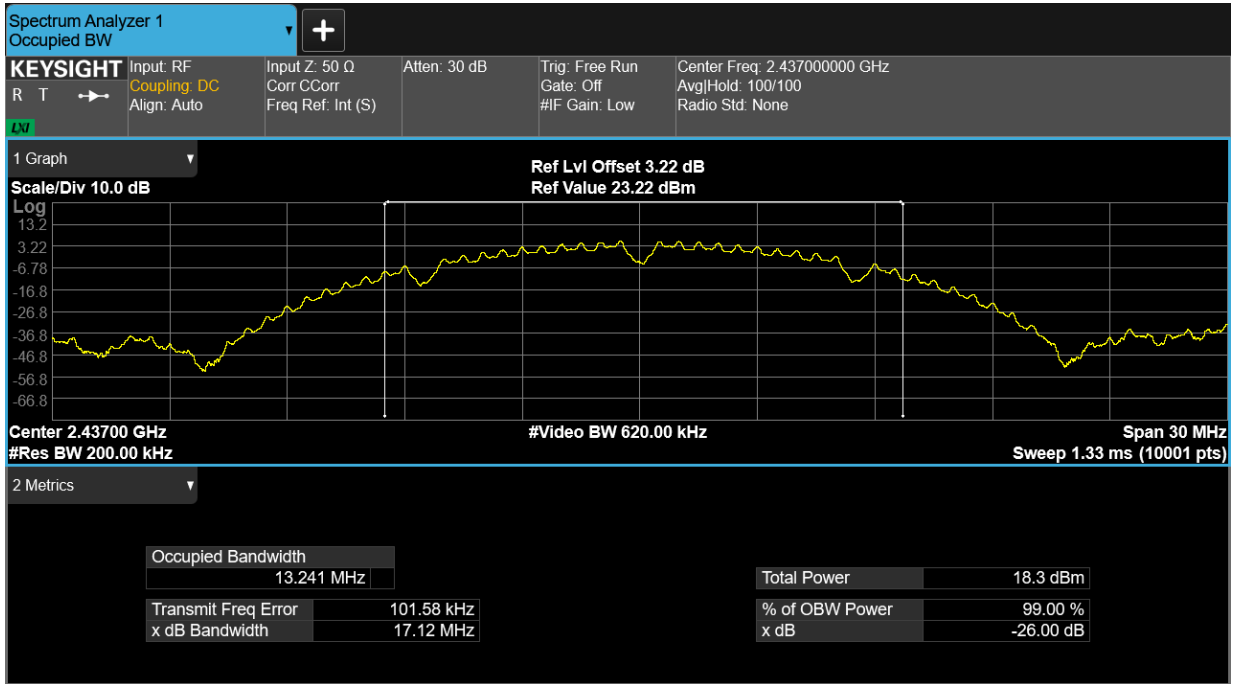 Spectrum Analyzer 1
Occupied BW
KEYSIGHT
R T
LXI
Input: RF
Coupling: DC
Align: Auto
Input Z: 50 Ω
Corr CCorr
Freq Ref: Int (S)
Atten: 30 dB
Trig: Free Run
Gate: Off
#IF Gain: Low
Center Freq: 2.437000000 GHz
Avg|Hold: 100/100
Radio Std: None
1 Graph
Scale/Div 10.0 dB
Ref Lvl Offset 3.22 dB
Ref Value 23.22 dBm
Log
13.2
3.22
-6.78
-16.8
-26.8
-36.8
-46.8
-56.8
-66.8
Center 2.43700 GHz
#Video BW 620.00 kHz
Span 30 MHz
#Res BW 200.00 kHz
Sweep 1.33 ms (10001 pts)
2 Metrics
Occupied Bandwidth
13.241 MHz
Transmit Freq Error 101.58 kHz
x dB Bandwidth 17.12 MHz
Total Power 18.3 dBm
% of OBW Power 99.00 %
x dB -26.00 dB